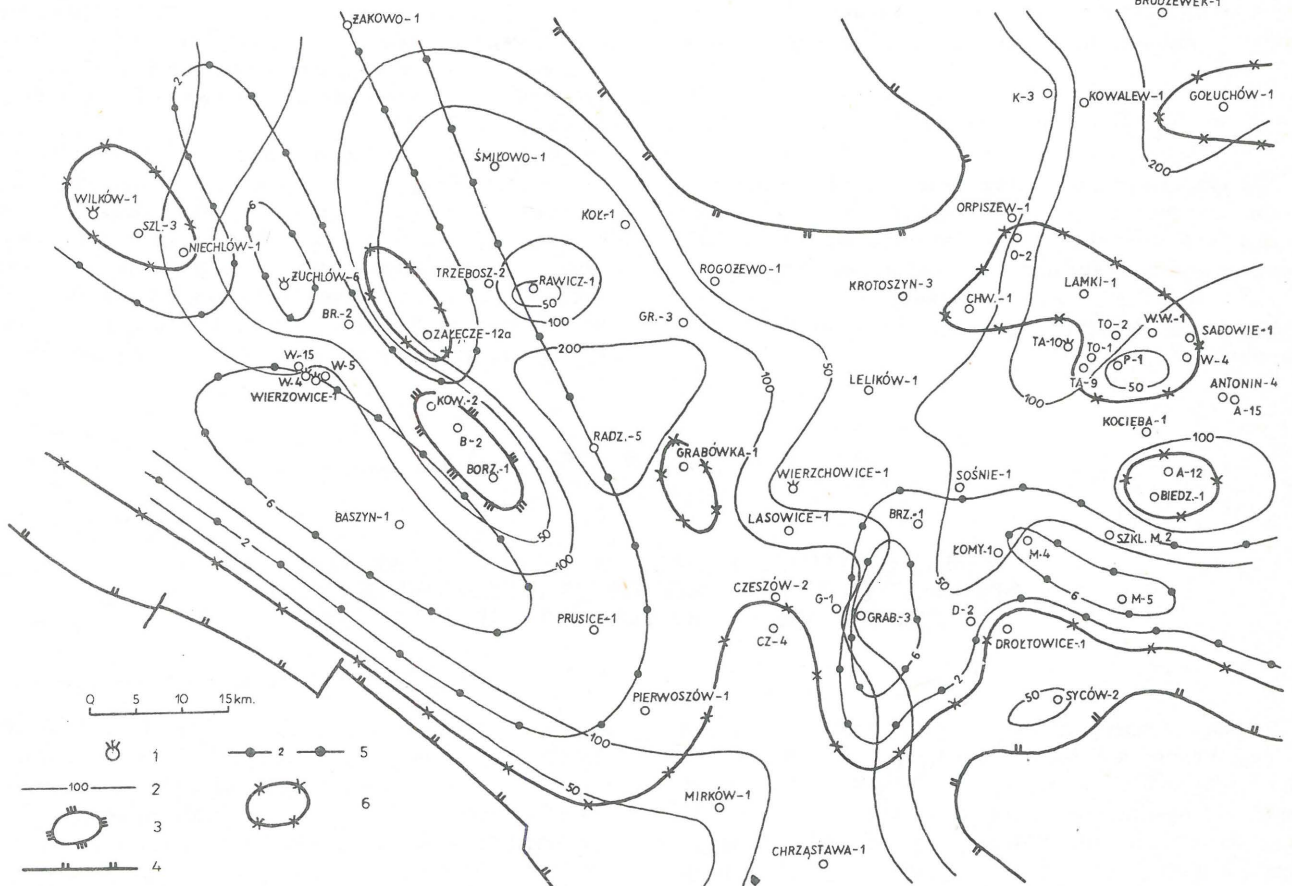 BRODZEWEK-1
ŻAKOWO-1
K-3
KOWALEW-1
GOŁUCHÓW-1
2
200
ŚMIŁOWO-1
WILKÓW-1
SZL.-3
NIECHLÓW-1
6
KOŁ.-1
ORPISZEW-1
O-2
ŻUCHLÓW-6
TRZEBOSZ-2
RAWICZ-1
50
100
ROGOŻEWO-1
KROTOSZYN-3
LAMKI-1
CHW.-1
BR.-2
ZAŁĘCZE-12a
GR.-3
TA-10
TO-2
W.W.-1
SADOWIE-1
TO-1
P-1
W-4
TA-9
50
200
50
W-15
W-5
W-4
WIERZOWICE-1
100
LELIKÓW-1
100
ANTONIN-4
A-15
KOW.-2
B-2
KOCIĘBA-1
RADZ.-5
100
BORZ.-1
GRABÓWKA-1
A-12
BIEDZ.-1
WIERZCHOWICE-1
SOŚNIE-1
6
BASZYN-1
LASOWICE-1
BRZ.-1
50
SZKL. M.2
ŁOMY-1
M-4
100
2
CZESZÓW-2
50
6
M-5
G-1
GRAB.-3
D-2
PRUSICE-1
CZ-4
DROŁTOWICE-1
6
2
0 5 10 15 km.
PIERWOSZÓW-1
50
SYCÓW-2
100
1
2
5
50
100
2
6
MIRKÓW-1
3
4
CHRZĄSTAWA-1